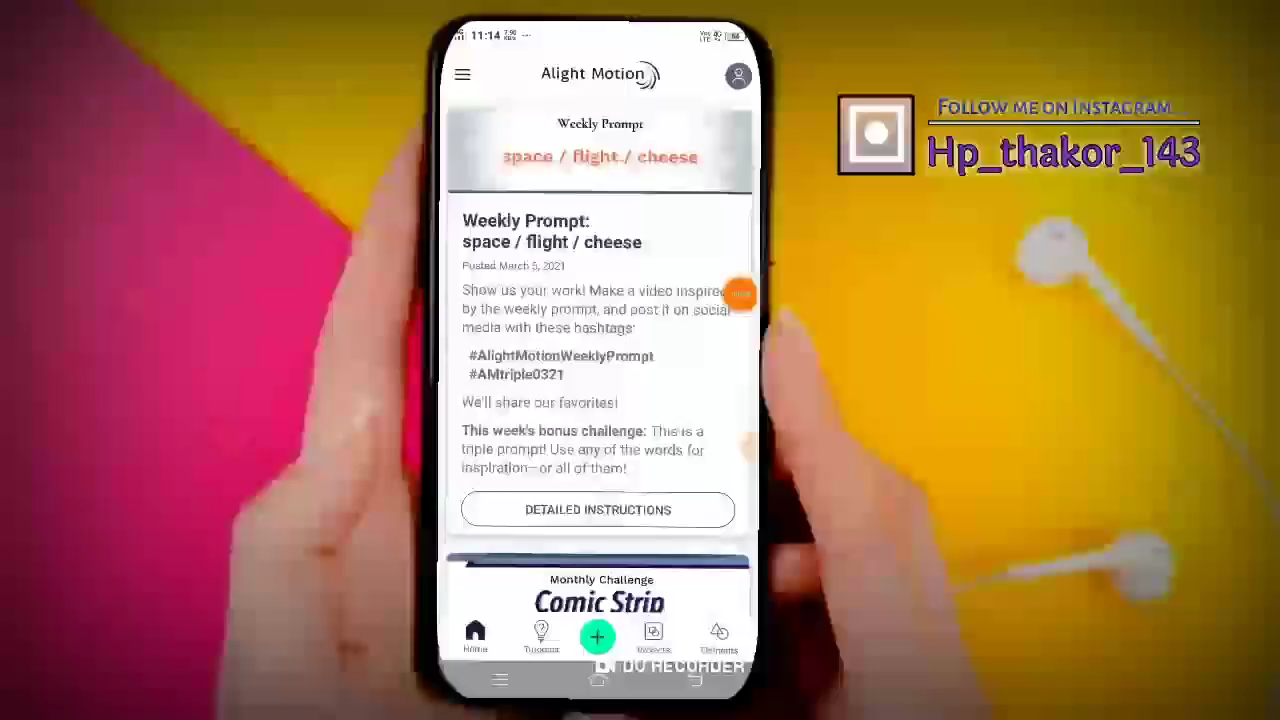 11:14
Alight Motion
Weekly Prompt
space / flight / cheese
Weekly Prompt:
space / flight / cheese
Posted March 5, 2021
Show us your work! Make a video inspired
by the weekly prompt, and post it on social
media with these hashtags:
#AlightMotionWeeklyPrompt
#AMtriple0321
We'll share our favorites!
This week's bonus challenge: This is a
triple prompt! Use any of the words for
inspiration—or all of them!
DETAILED INSTRUCTIONS
Monthly Challenge
Comic Strip
Home
Projects
Elements
DU RECORDER
Follow me on Instagram...
Hp_thakor_143